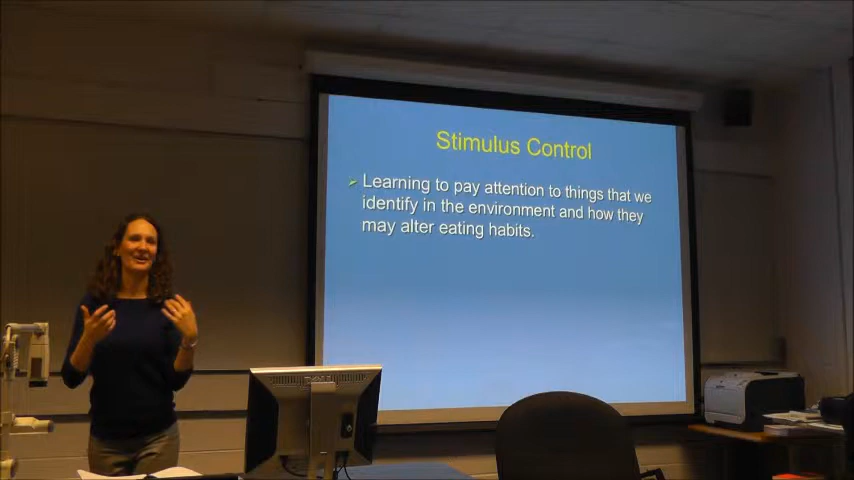 Stimulus Control
Learning to pay attention to things that we
identify in the environment and how they
may alter eating habits.